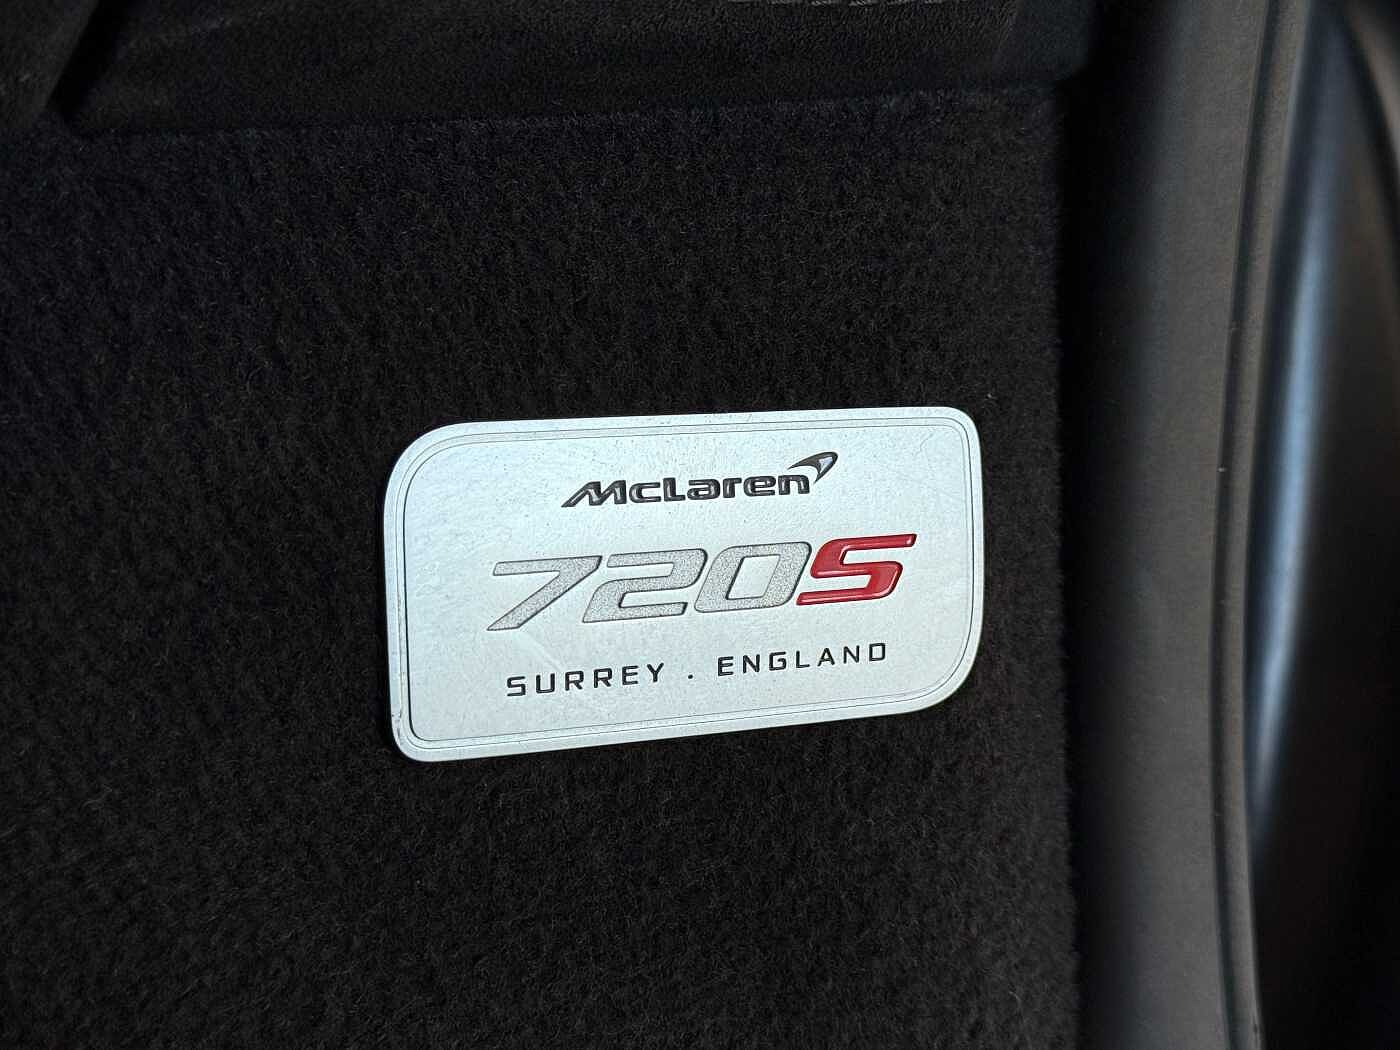 McLaren
720S
SURREY . ENGLAND